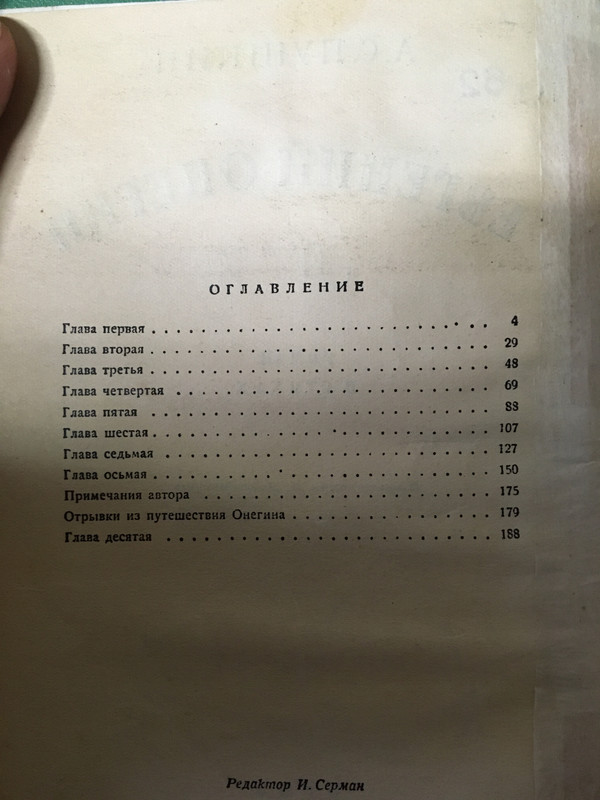 ОГЛАВЛЕНИЕ
Глава первая . . . . . . . . . . . . . . . . . . . . . . . . . . . 4
Глава вторая . . . . . . . . . . . . . . . . . . . . . . . . . . . 29
Глава третья . . . . . . . . . . . . . . . . . . . . . . . . . . . 48
Глава четвертая . . . . . . . . . . . . . . . . . . . . . . . . . 69
Глава пятая . . . . . . . . . . . . . . . . . . . . . . . . . . . 88
Глава шестая . . . . . . . . . . . . . . . . . . . . . . . . . . . 107
Глава седьмая . . . . . . . . . . . . . . . . . . . . . . . . . . 127
Глава осьмая . . . . . . . . . . . . . . . . . . . . . . . . . . . 150
Примечания автора . . . . . . . . . . . . . . . . . . . . . . . 175
Отрывки из путешествия Онегина . . . . . . . . . . . . . . . . 179
Глава десятая . . . . . . . . . . . . . . . . . . . . . . . . . . 188
Редактор И. Серман